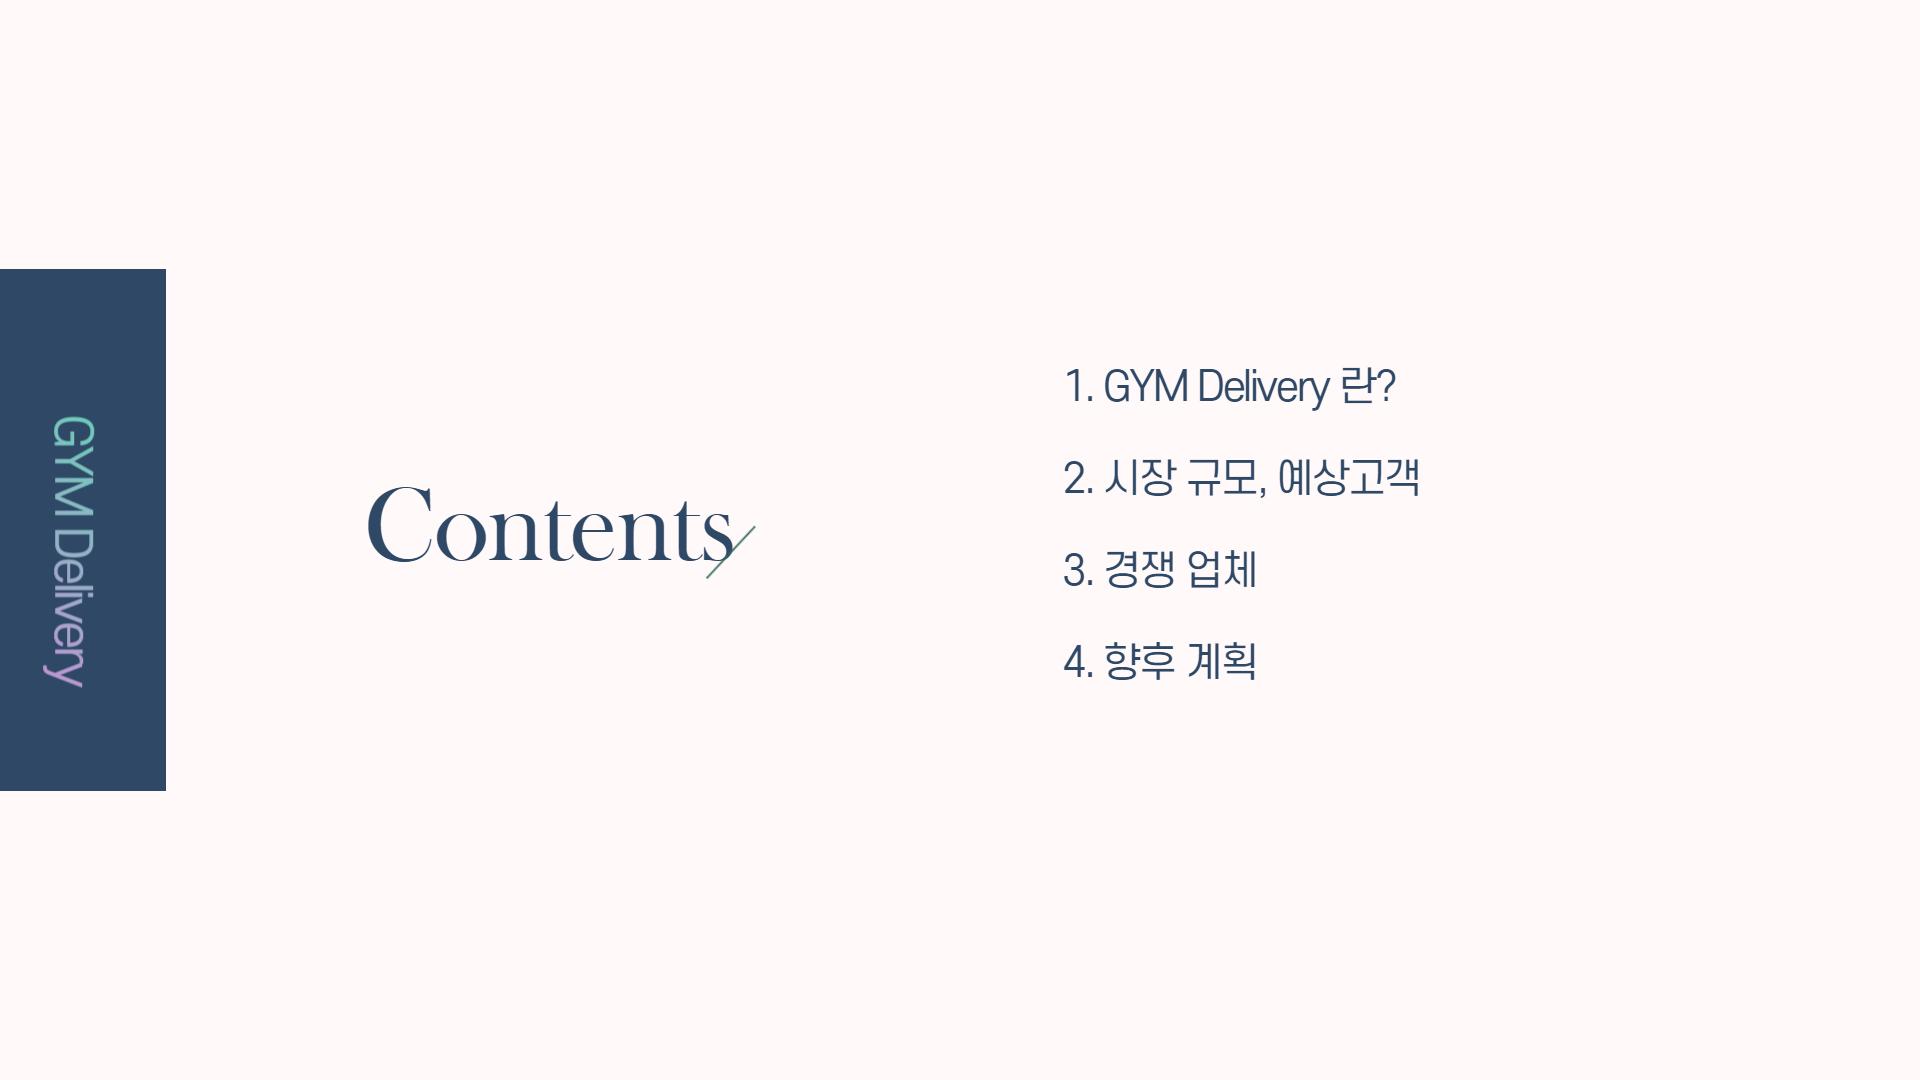 GYM Delivery
Contents
1. GYM Delivery 란?
2. 시장 규모, 예상고객
3. 경쟁 업체
4. 향후 계획